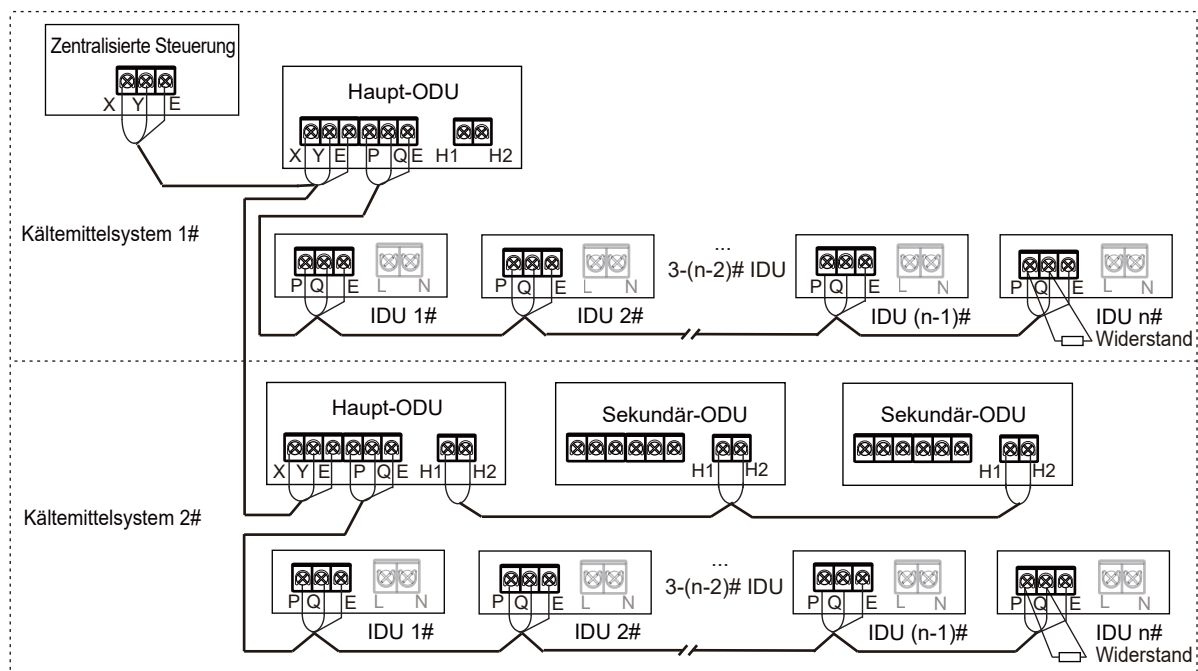 Zentralisierte Steuerung
X Y E
Haupt-ODU
X Y E P Q E H1 H2
Kältemittelsystem 1#
P Q E L N
IDU 1#
P Q E L N
IDU 2#
...
3-(n-2)# IDU
P Q E L N
IDU (n-1)#
P Q E L N
IDU n#
Widerstand
Haupt-ODU
X Y E P Q E H1 H2
Sekundär-ODU
H1 H2
Sekundär-ODU
H1 H2
Kältemittelsystem 2#
P Q E L N
IDU 1#
P Q E L N
IDU 2#
...
3-(n-2)# IDU
P Q E L N
IDU (n-1)#
P Q E L N
IDU n#
Widerstand